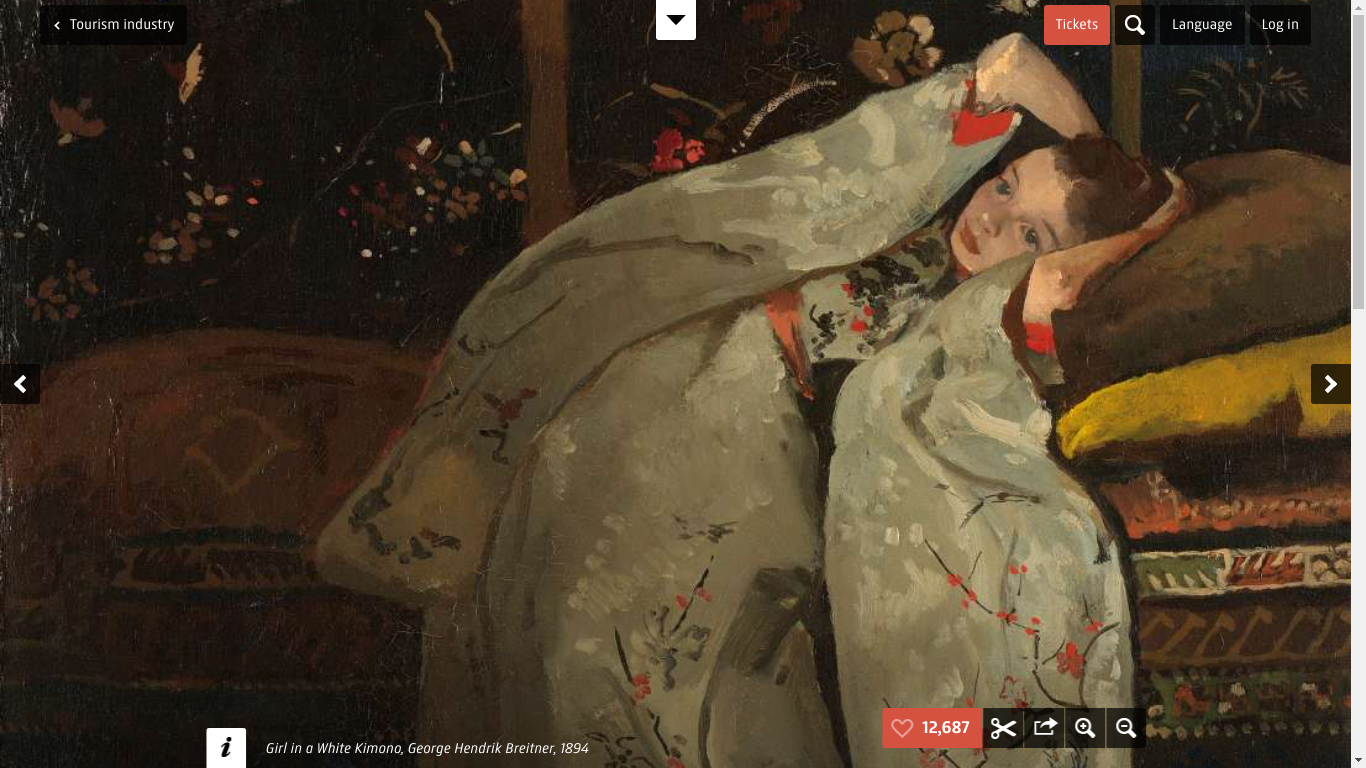 Tourism industry
Tickets
Language
Log in
12,687
i
Girl in a White Kimono, George Hendrik Breitner, 1894